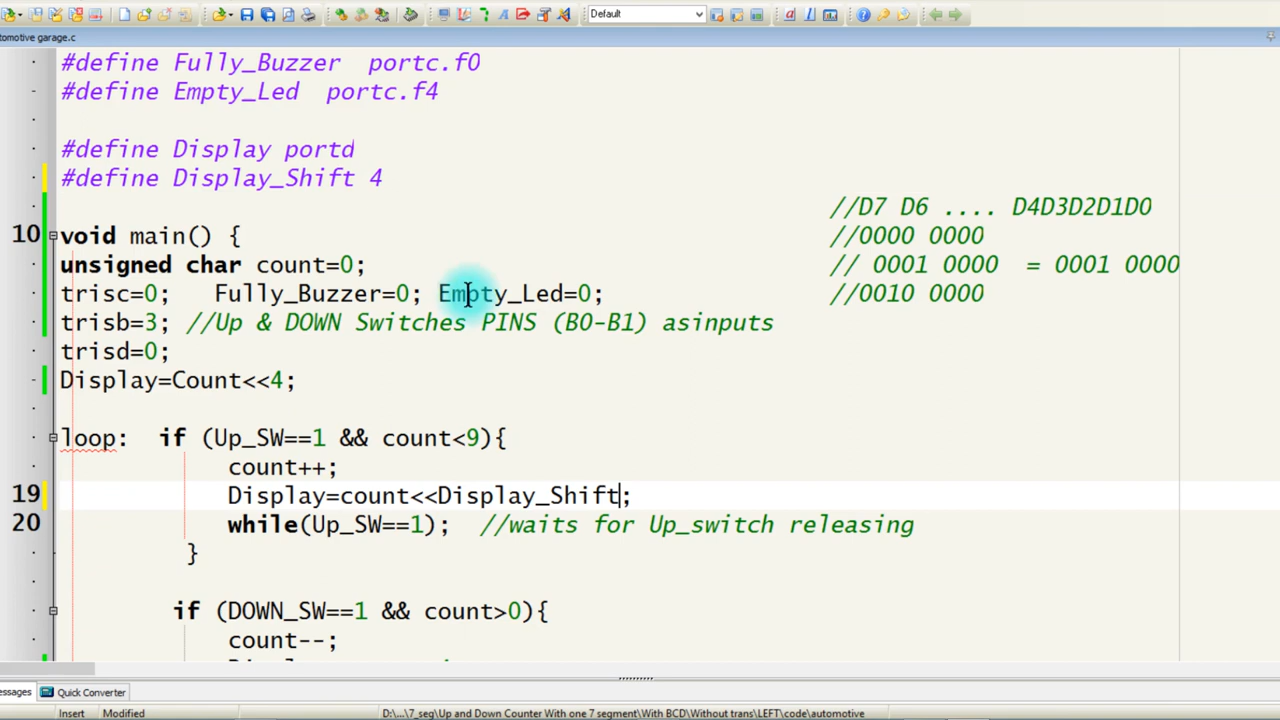 Default
tomotive garage.c
#define Fully_Buzzer portc.f0
#define Empty_Led portc.f4
#define Display portd
#define Display_Shift 4
//D7 D6 .... D4D3D2D1D0
10 void main() { //0000 0000
unsigned char count=0; // 0001 0000 = 0001 0000
trisc=0; Fully_Buzzer=0; Empty_Led=0; //0010 0000
trisb=3; //Up & DOWN Switches PINS (B0-B1) asinputs
trisd=0;
Display=Count<<4;
loop: if (Up_SW==1 && count<9){
count++;
19 Display=count<<Display_Shift;
20 while(Up_SW==1); //waits for Up_switch releasing
}
if (DOWN_SW==1 && count>0){
count--;
essages Quick Converter
Insert Modified D:\...\7_seg\Up and Down Counter With one 7 segment\With BCD\Without trans\LEFT\code\automotive